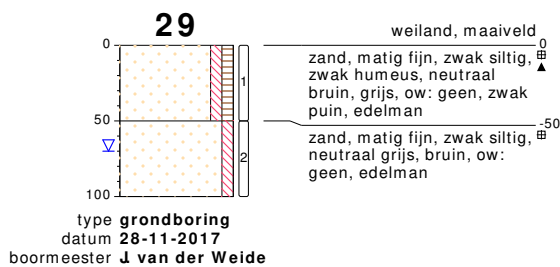 29
weiland, maaiveld
0
0
zand, matig fijn, zwak siltig,
zwak humeus, neutraal
bruin, grijs, ow: geen, zwak
puin, edelman
1
50
-50
zand, matig fijn, zwak siltig,
neutraal grijs, bruin, ow:
geen, edelman
2
100
type grondboring
datum 28-11-2017
boormeester J. van der Weide